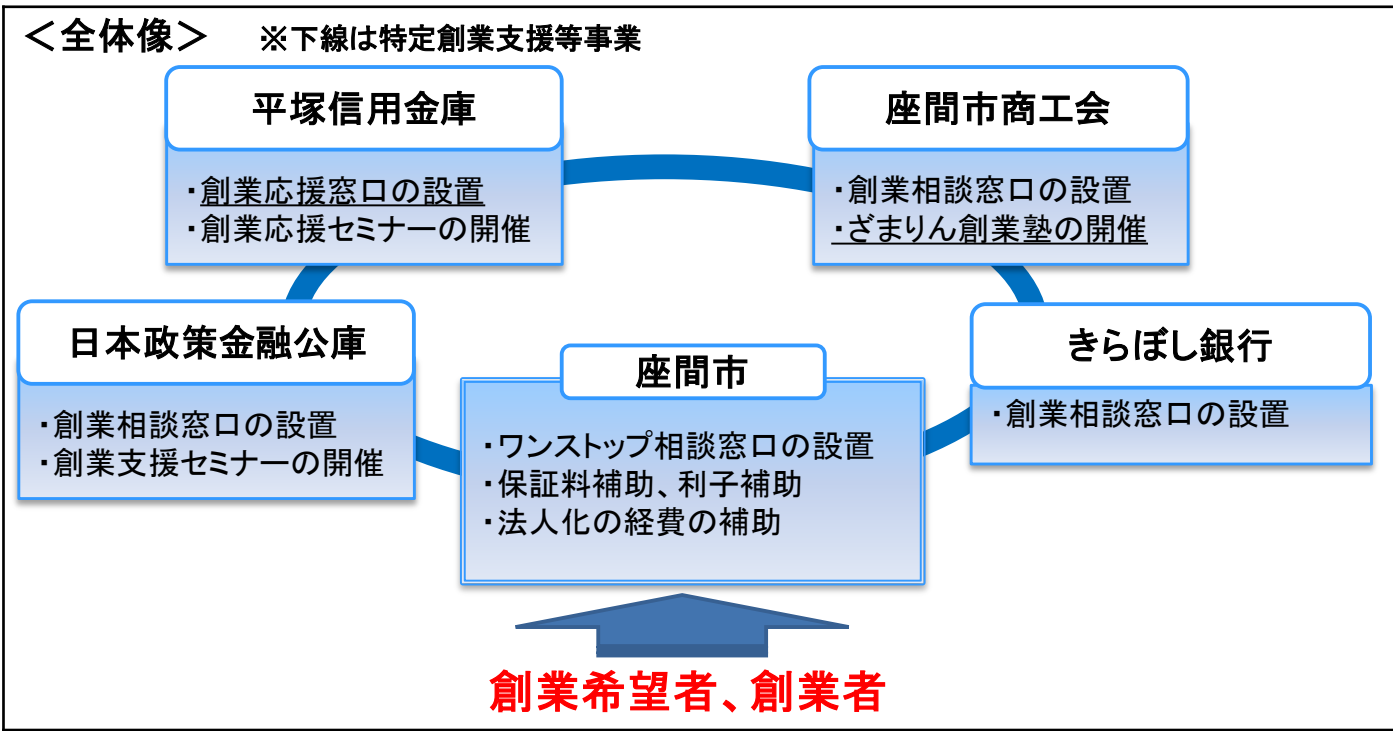 <全体像> ※下線は特定創業支援等事業
平塚信用金庫
・創業応援窓口の設置
・創業応援セミナーの開催
座間市商工会
・創業相談窓口の設置
・ざまりん創業塾の開催
日本政策金融公庫
・創業相談窓口の設置
・創業支援セミナーの開催
座間市
・ワンストップ相談窓口の設置
・保証料補助、利子補助
・法人化の経費の補助
きらぼし銀行
・創業相談窓口の設置
創業希望者、創業者